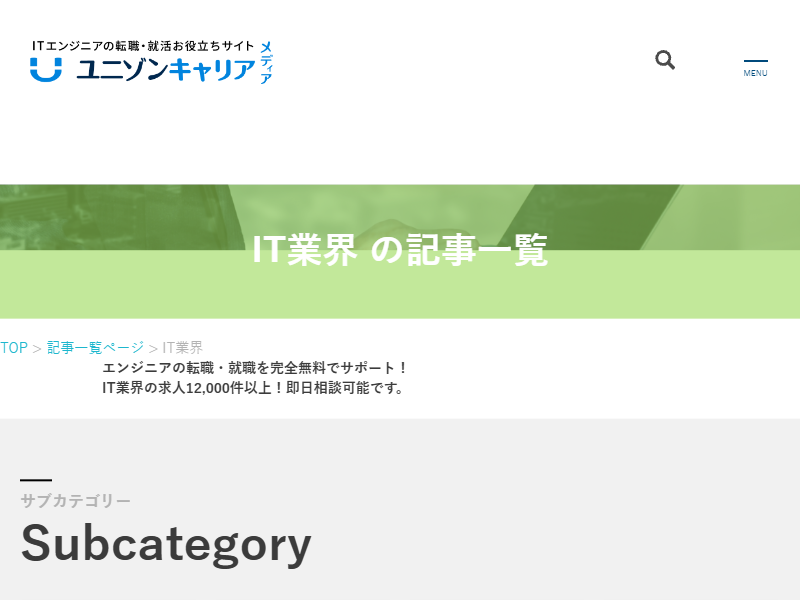 ITエンジニアの転職・就活お役立ちサイト
ユニゾンキャリア
メディア
MENU
IT業界 の記事一覧
TOP > 記事一覧ページ > IT業界
エンジニアの転職・就職を完全無料でサポート！
IT業界の求人12,000件以上！即日相談可能です。
サブカテゴリー
Subcategory